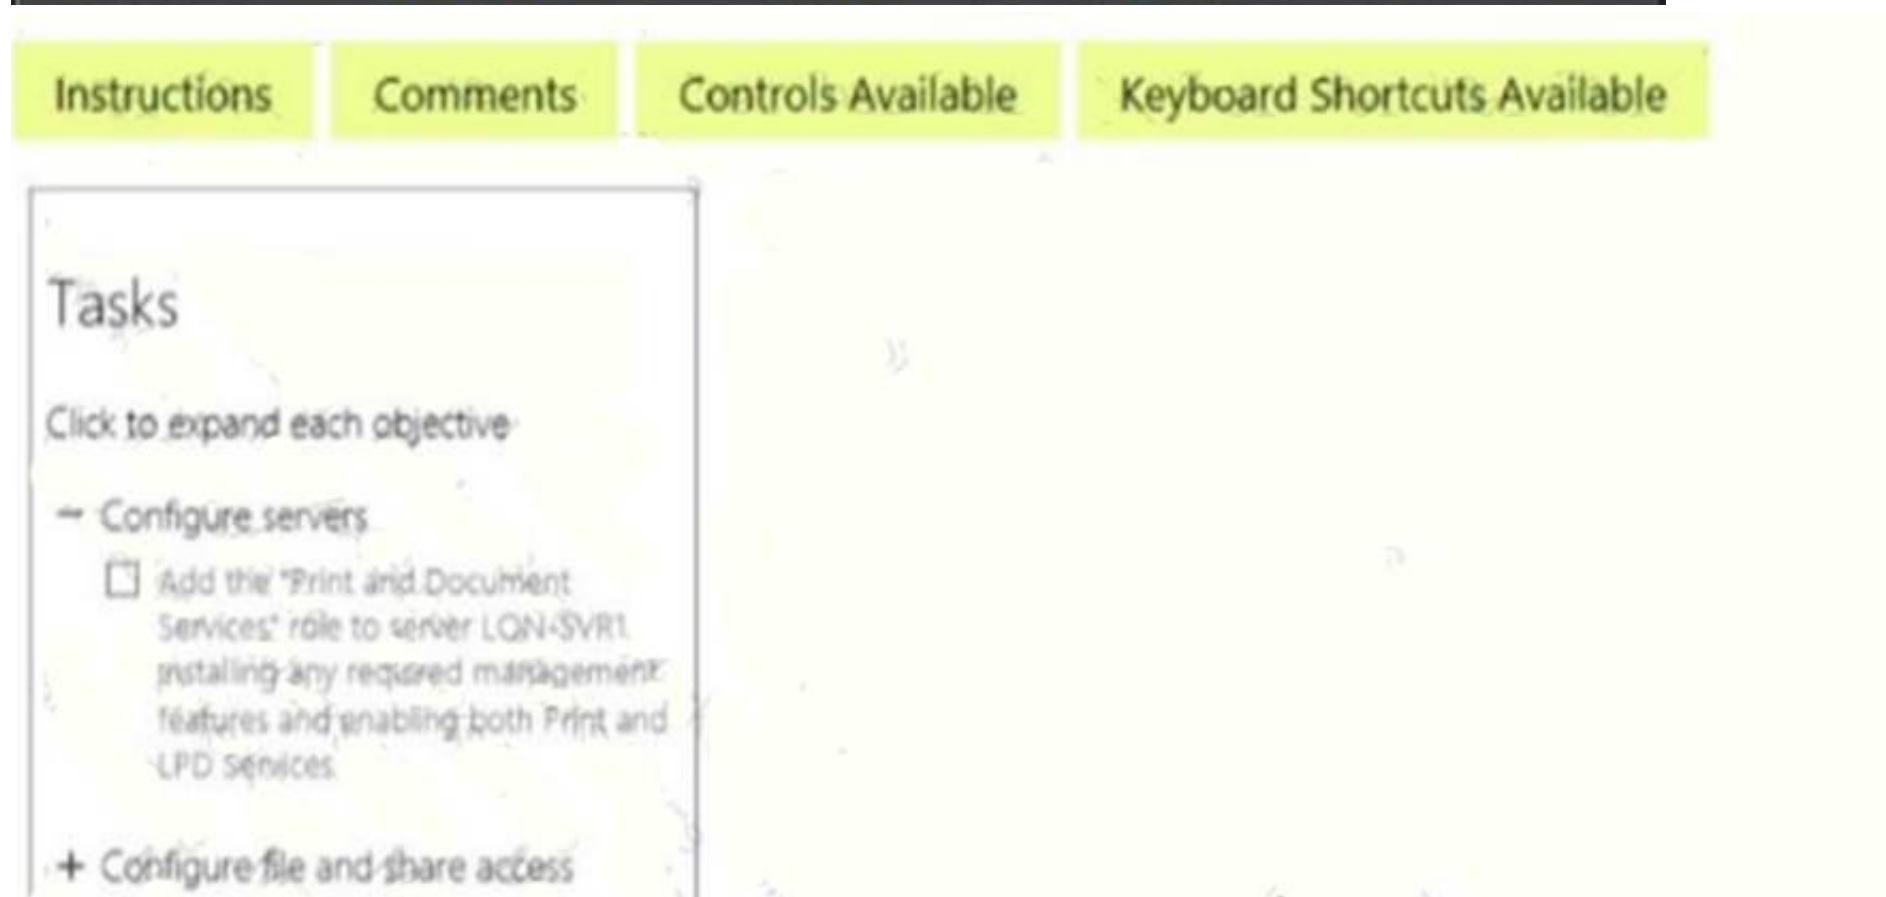 Instructions
Comments
Controls Available
Keyboard Shortcuts Available
Tasks
Click to expand each objective
− Configure servers
Add the "Print and Document
Services" role to server LON-SVR1
installing any required management
features and enabling both Print and
LPD Services
+ Configure file and share access